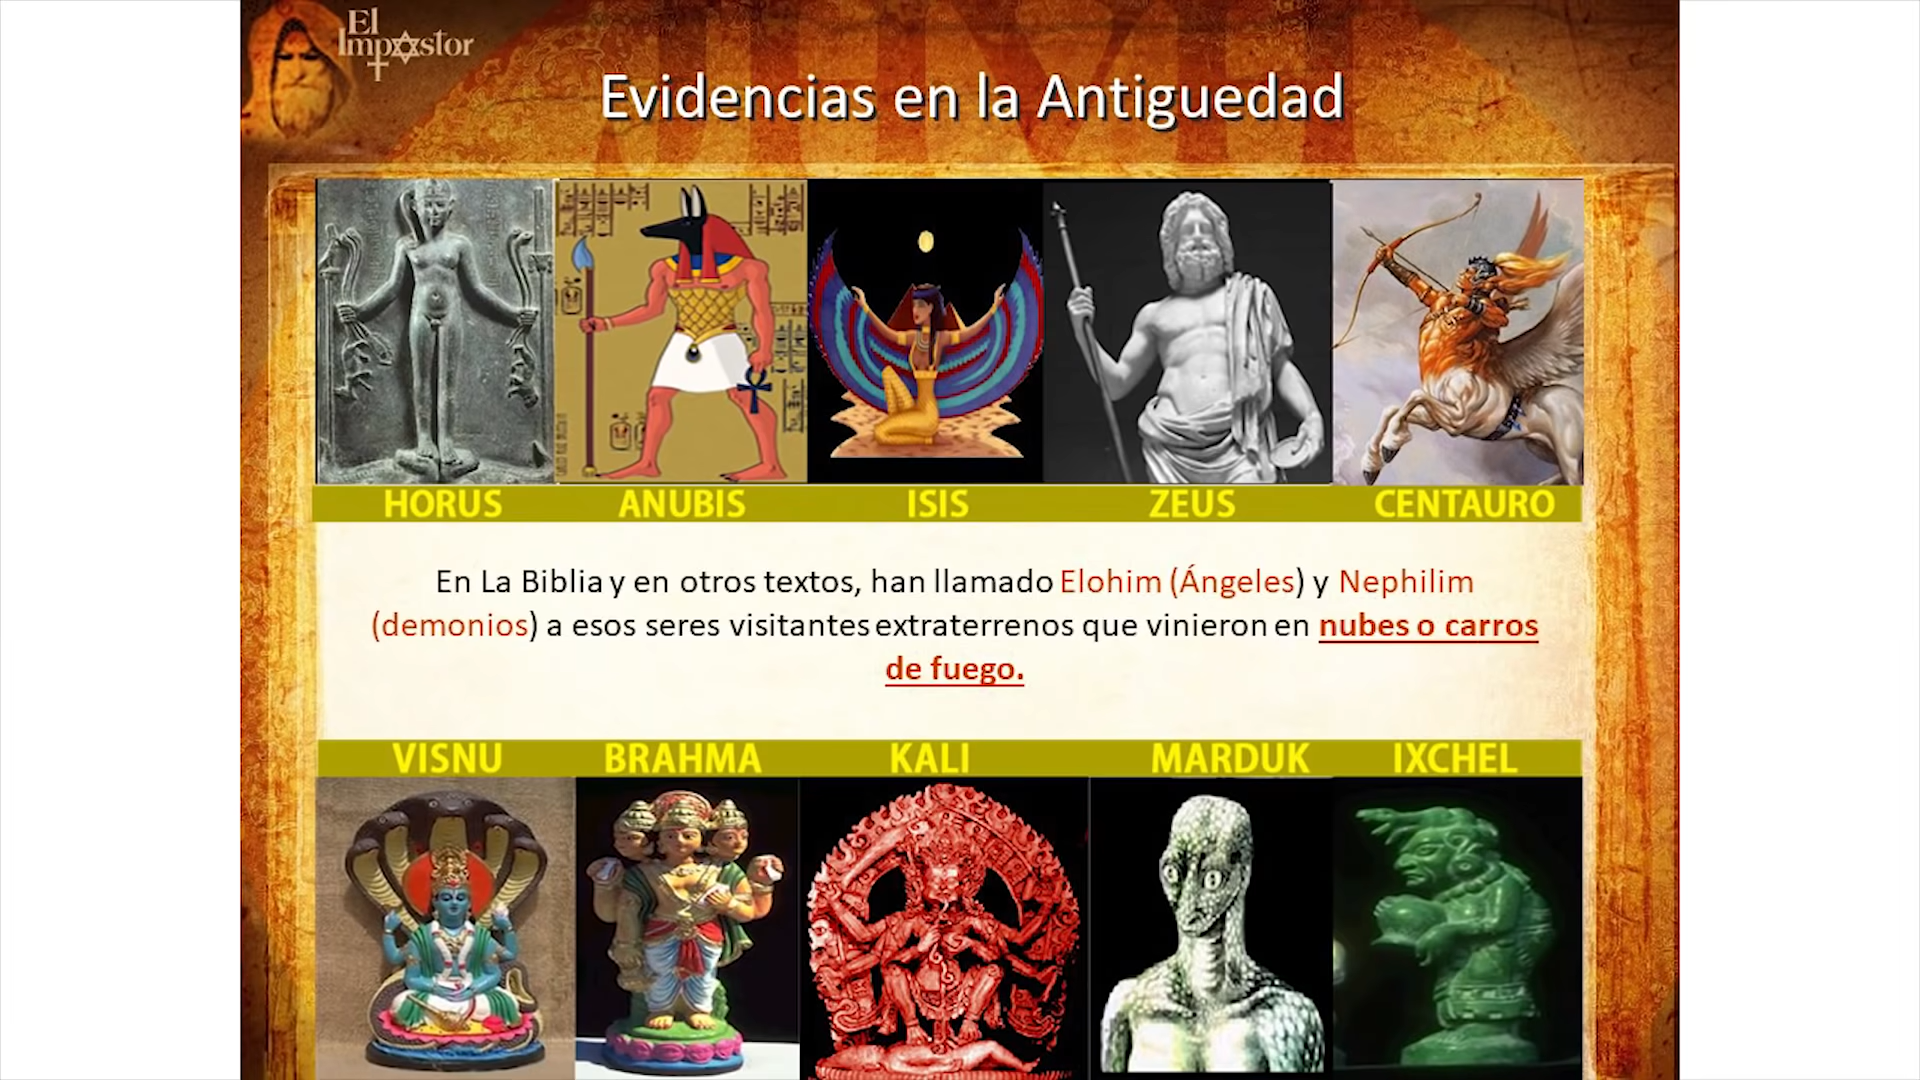 El
Impostor
Evidencias en la Antiguedad
HORUS ANUBIS ISIS ZEUS CENTAURO
En La Biblia y en otros textos, han llamado Elohim (Ángeles) y Nephilim
(demonios) a esos seres visitantes extraterrenos que vinieron en nubes o carros
de fuego.
VISNU BRAHMA KALI MARDUK IXCHEL